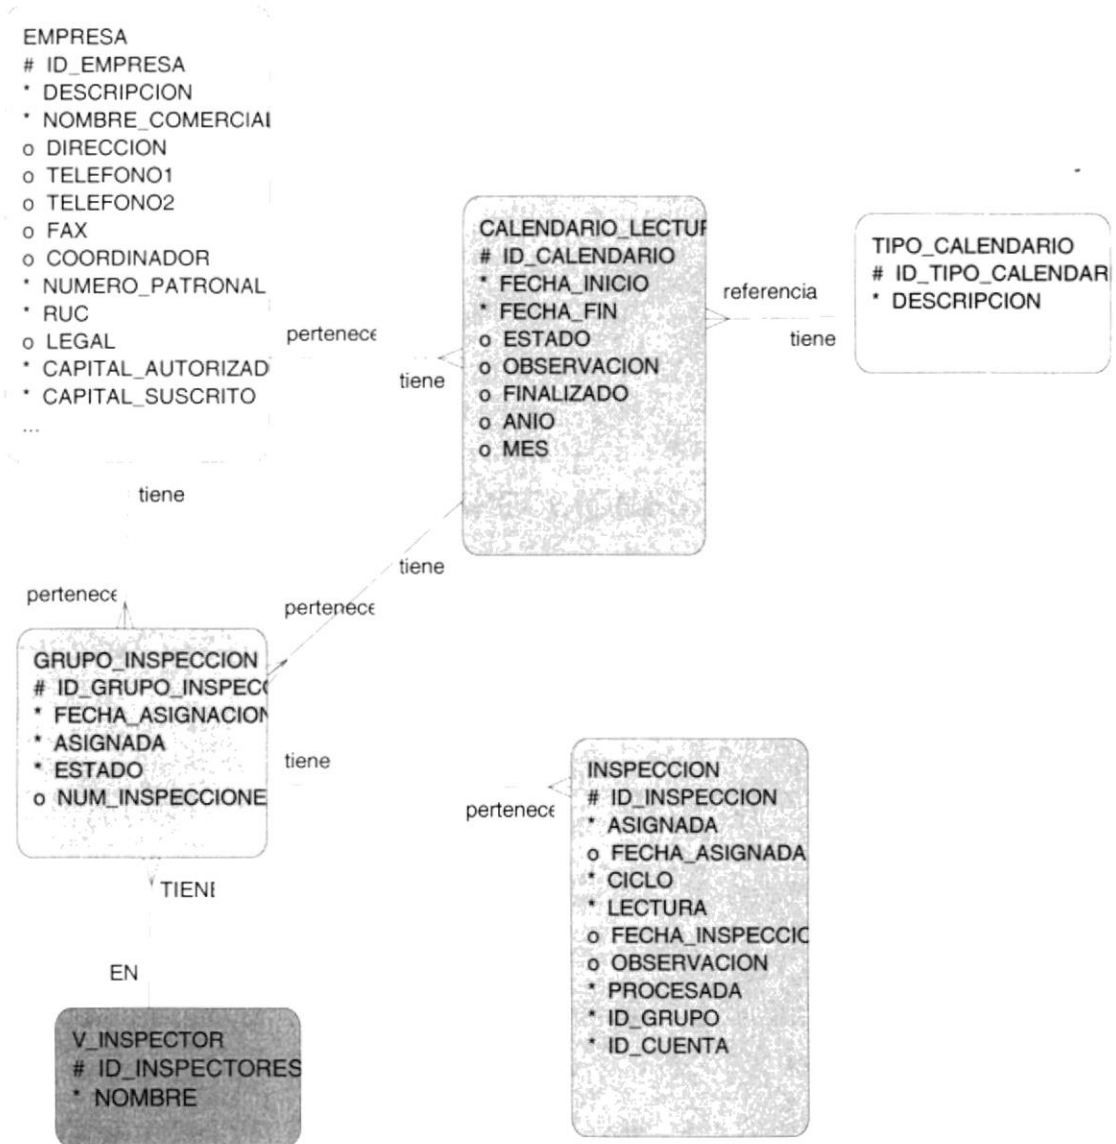 EMPRESA
# ID_EMPRESA
* DESCRIPCION
* NOMBRE_COMERCIAL
o DIRECCION
o TELEFONO1
o TELEFONO2
o FAX
o COORDINADOR
* NUMERO_PATRONAL
* RUC
o LEGAL
* CAPITAL_AUTORIZAD
* CAPITAL_SUSCRITO
...
pertenece
tiene
CALENDARIO_LECTUR
# ID_CALENDARIO
* FECHA_INICIO
* FECHA_FIN
o ESTADO
o OBSERVACION
o FINALIZADO
o ANIO
o MES
referencia
tiene
TIPO_CALENDARIO
# ID_TIPO_CALENDAR
* DESCRIPCION
tiene
pertenece
tiene
pertenece
GRUPO_INSPECCION
# ID_GRUPO_INSPECC
* FECHA_ASIGNACION
* ASIGNADA
* ESTADO
o NUM_INSPECCIONE
tiene
pertenece
INSPECCION
# ID_INSPECCION
* ASIGNADA
o FECHA_ASIGNADA
* CICLO
* LECTURA
o FECHA_INSPECCIO
o OBSERVACION
* PROCESADA
* ID_GRUPO
* ID_CUENTA
TIENE
EN
V_INSPECTOR
# ID_INSPECTORES
* NOMBRE